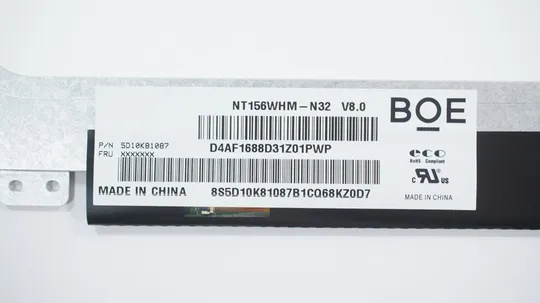 NT156WHM-N32 V8.0
BOE
P/N 5D10K81087
FRU XXXXXXX
D4AF1688D31Z01PWP
eco
RoHS Compliant
c RU US
MADE IN CHINA
8S5D10K81087B1CQ68KZ0D7
MADE IN CHINA